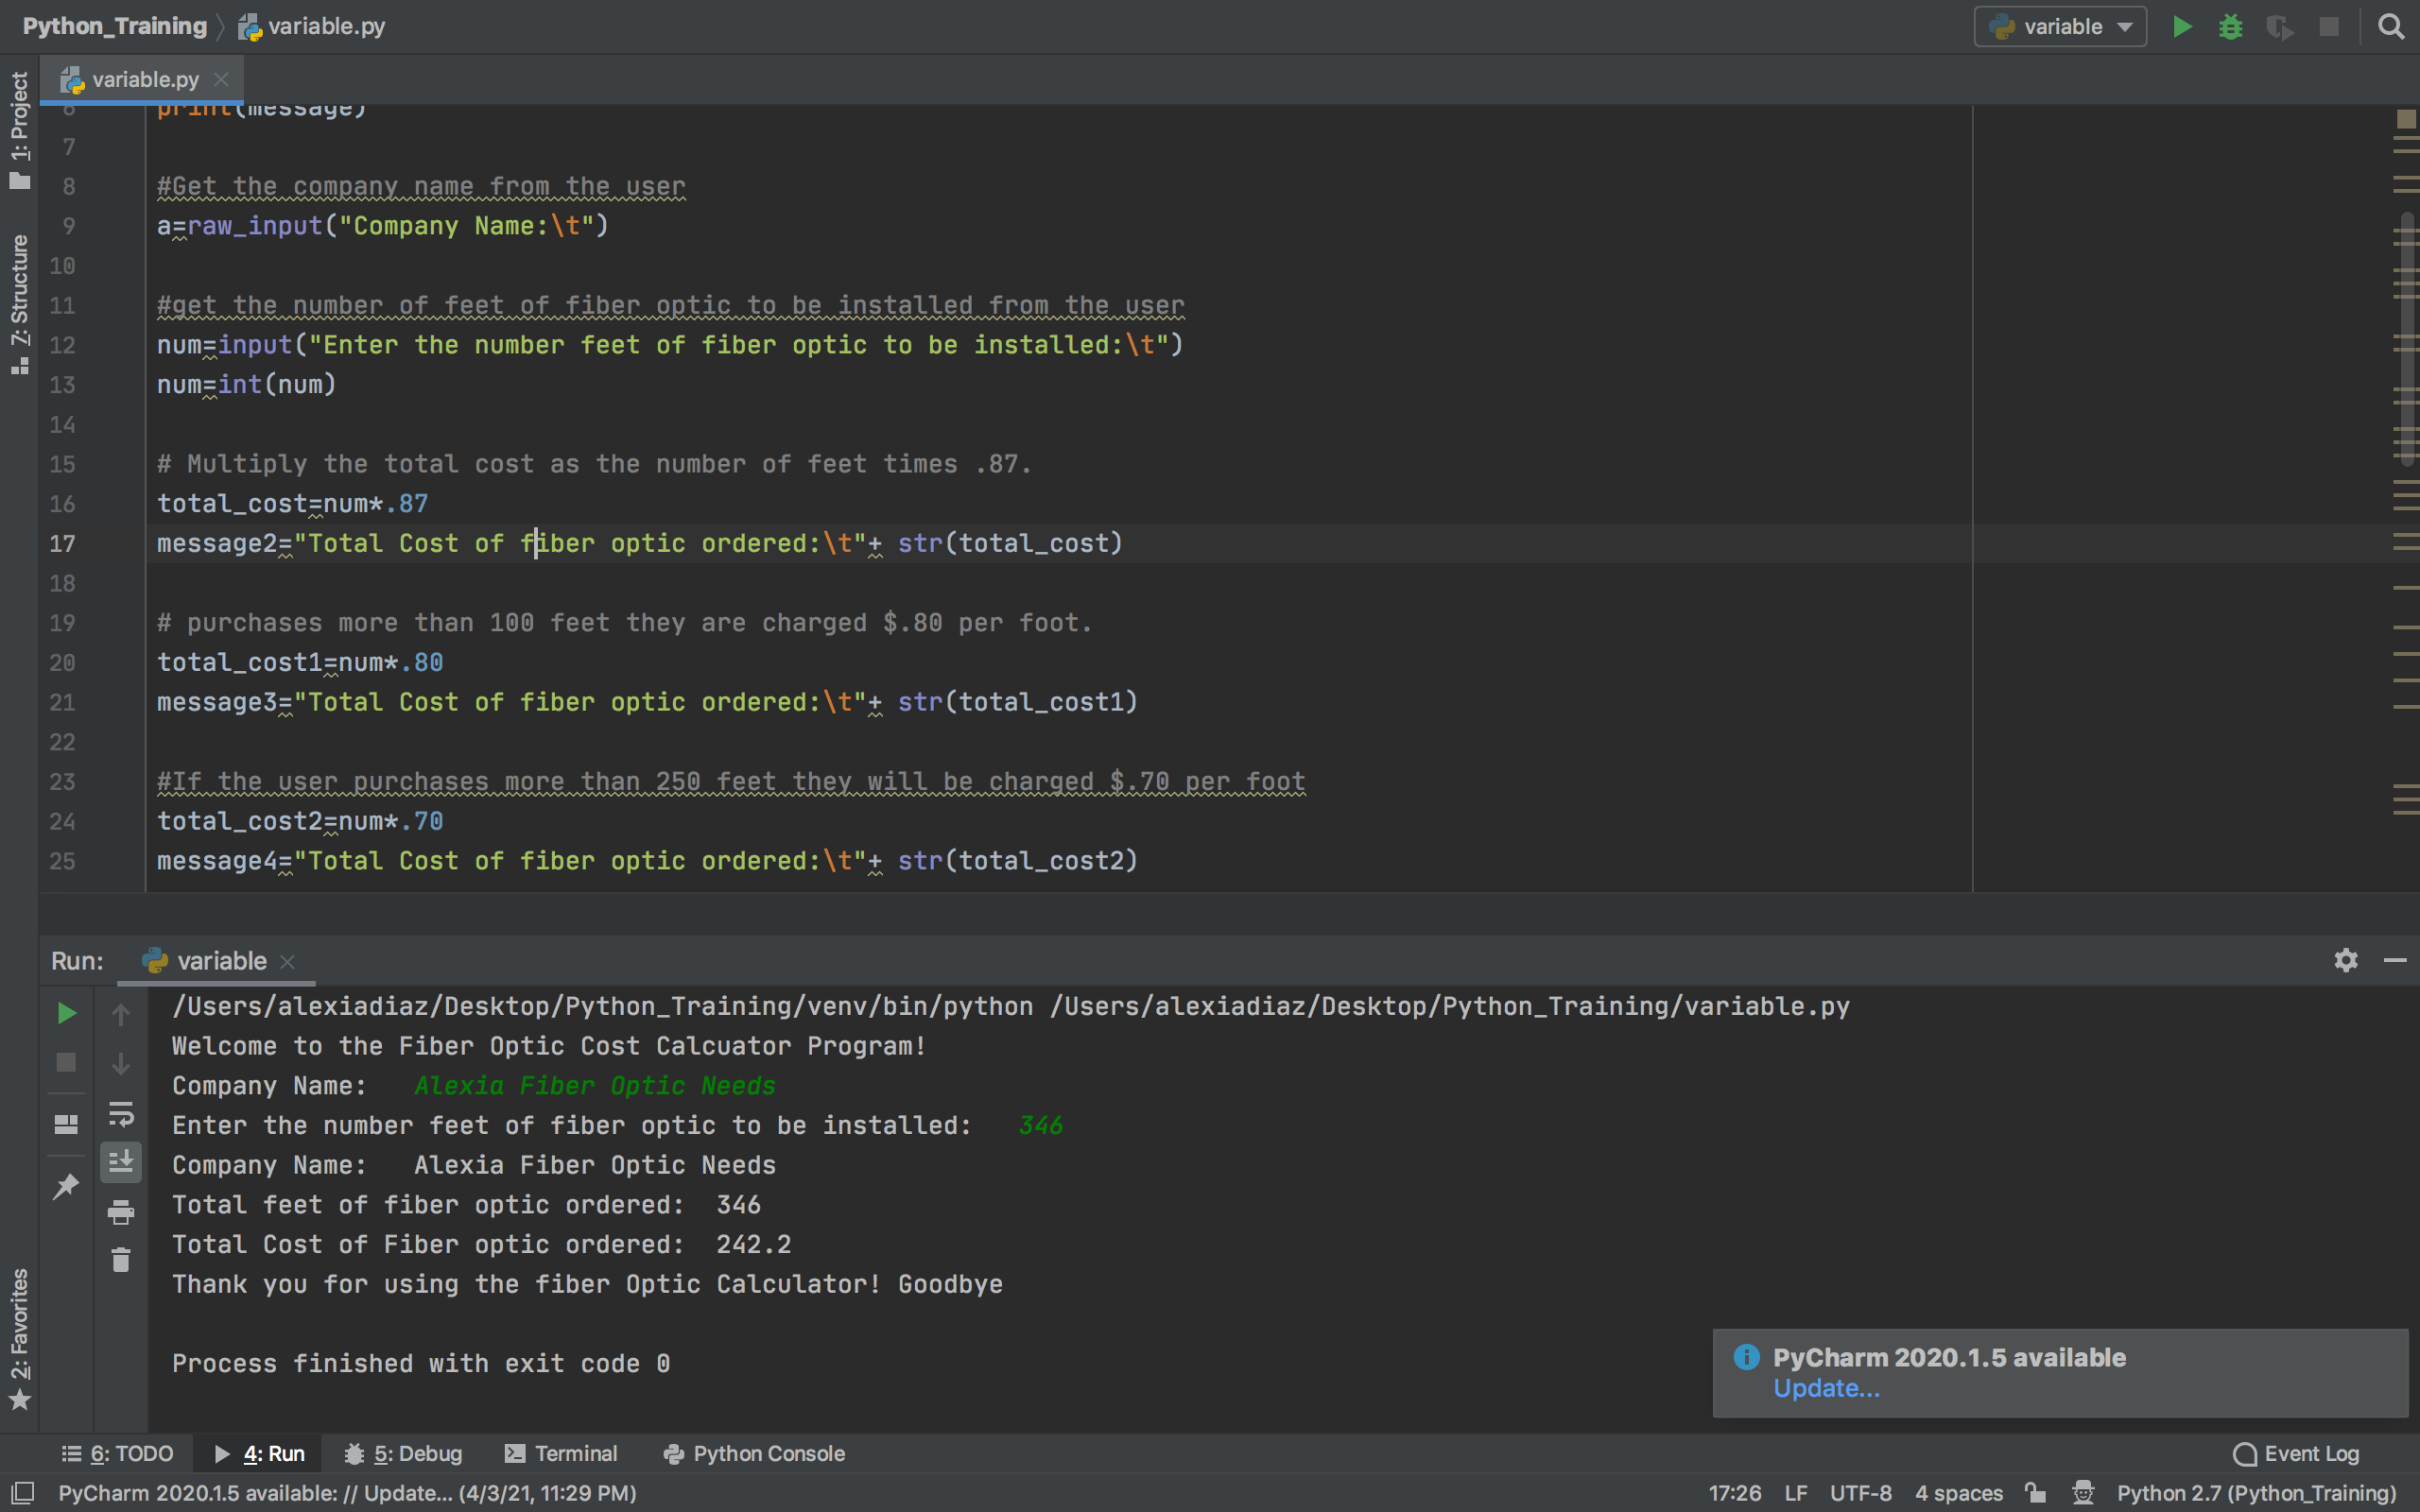 Python_Training variable.py variable
variable.py
1: Project
7: Structure
2: Favorites
6 print(message)
7
8 #Get the company name from the user
9 a=raw_input("Company Name:\t")
10
11 #get the number of feet of fiber optic to be installed from the user
12 num=input("Enter the number feet of fiber optic to be installed:\t")
13 num=int(num)
14
15 # Multiply the total cost as the number of feet times .87.
16 total_cost=num*.87
17 message2="Total Cost of fiber optic ordered:\t"+ str(total_cost)
18
19 # purchases more than 100 feet they are charged $.80 per foot.
20 total_cost1=num*.80
21 message3="Total Cost of fiber optic ordered:\t"+ str(total_cost1)
22
23 #If the user purchases more than 250 feet they will be charged $.70 per foot
24 total_cost2=num*.70
25 message4="Total Cost of fiber optic ordered:\t"+ str(total_cost2)
Run: variable
/Users/alexiadiaz/Desktop/Python_Training/venv/bin/python /Users/alexiadiaz/Desktop/Python_Training/variable.py
Welcome to the Fiber Optic Cost Calcuator Program!
Company Name: Alexia Fiber Optic Needs
Enter the number feet of fiber optic to be installed: 346
Company Name: Alexia Fiber Optic Needs
Total feet of fiber optic ordered: 346
Total Cost of Fiber optic ordered: 242.2
Thank you for using the fiber Optic Calculator! Goodbye
Process finished with exit code 0
PyCharm 2020.1.5 available
Update...
6: TODO 4: Run 5: Debug Terminal Python Console Event Log
PyCharm 2020.1.5 available: // Update... (4/3/21, 11:29 PM) 17:26 LF UTF-8 4 spaces Python 2.7 (Python_Training)